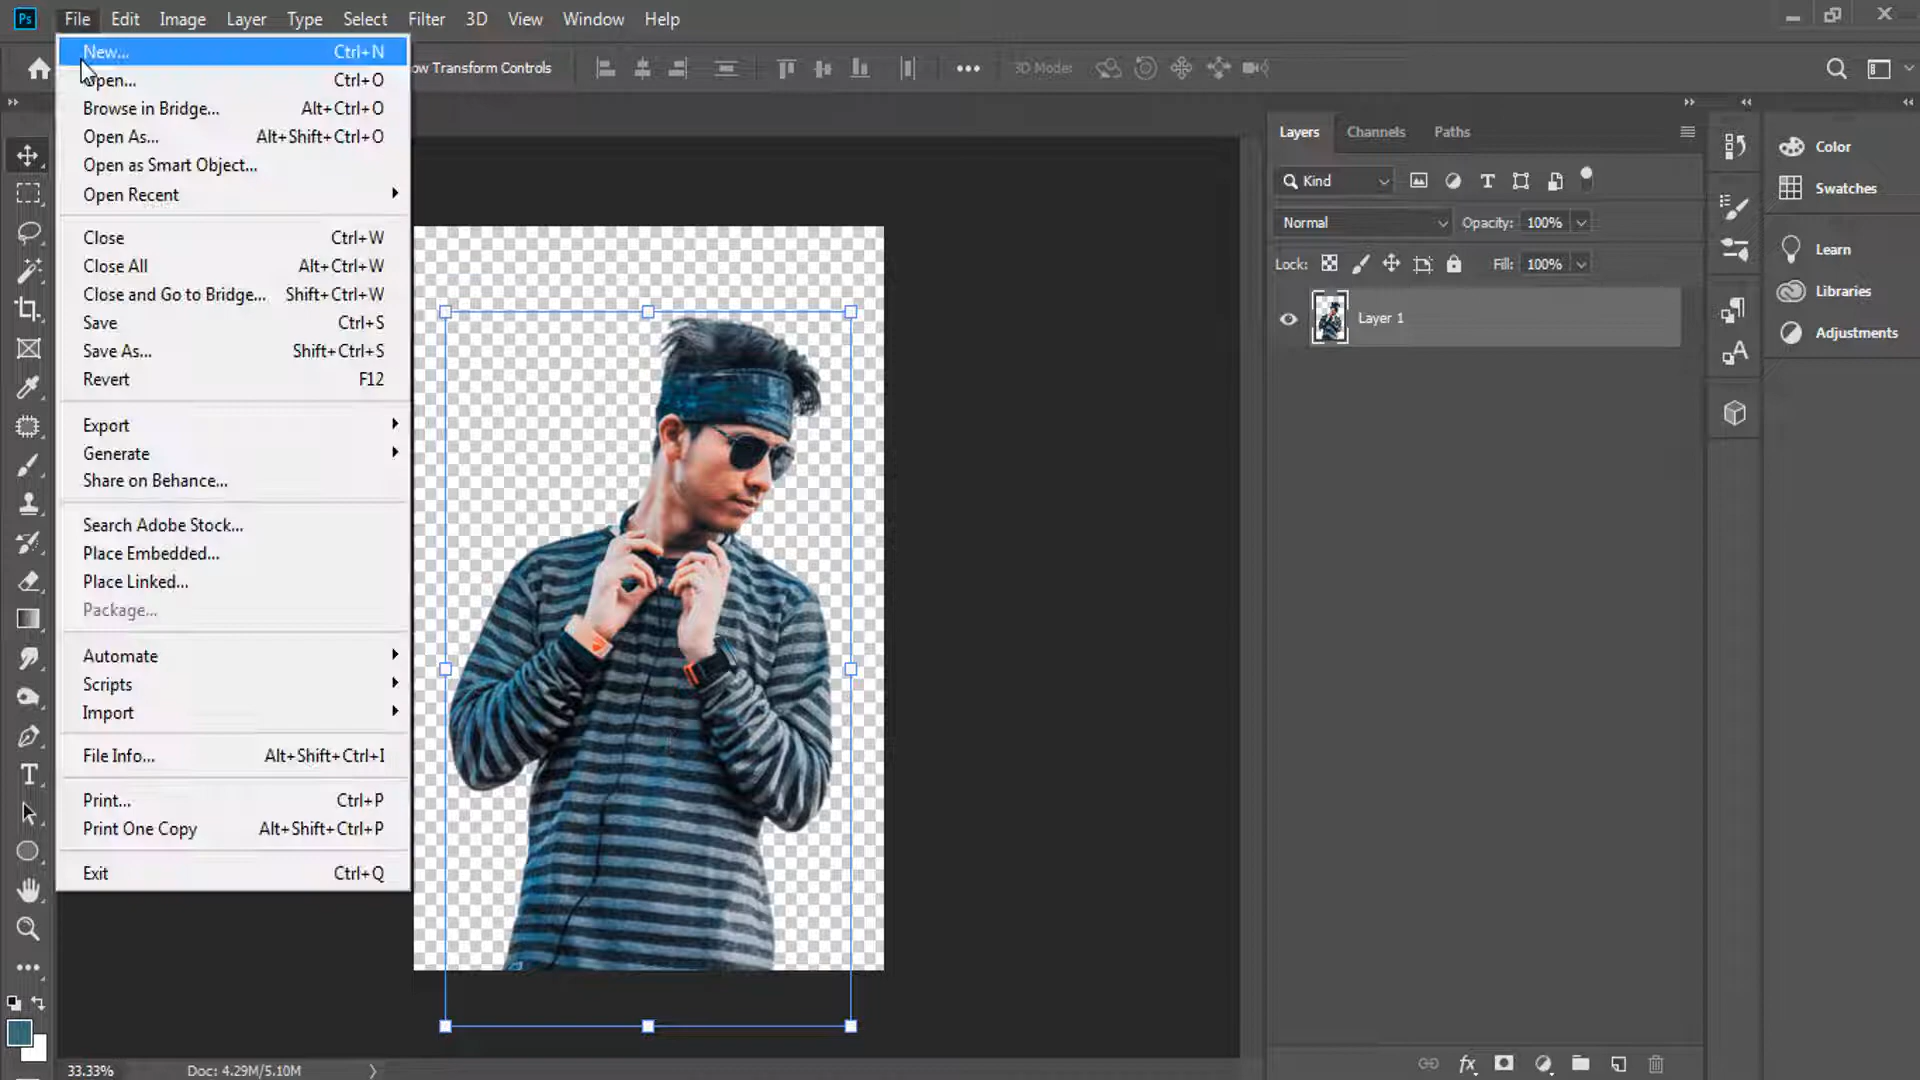 Ps File Edit Image Layer Type Select Filter 3D View Window Help
New... Ctrl+N
Open... Ctrl+O
Browse in Bridge... Alt+Ctrl+O
Open As... Alt+Shift+Ctrl+O
Open as Smart Object...
Open Recent
Close Ctrl+W
Close All Alt+Ctrl+W
Close and Go to Bridge... Shift+Ctrl+W
Save Ctrl+S
Save As... Shift+Ctrl+S
Revert F12
Export
Generate
Share on Behance...
Search Adobe Stock...
Place Embedded...
Place Linked...
Package...
Automate
Scripts
Import
File Info... Alt+Shift+Ctrl+I
Print... Ctrl+P
Print One Copy Alt+Shift+Ctrl+P
Exit Ctrl+Q
ow Transform Controls
3D Mode:
Layers Channels Paths
Kind
Normal Opacity: 100%
Lock: Fill: 100%
Layer 1
Color
Swatches
Learn
Libraries
Adjustments
33.33% Doc: 4.29M/5.10M